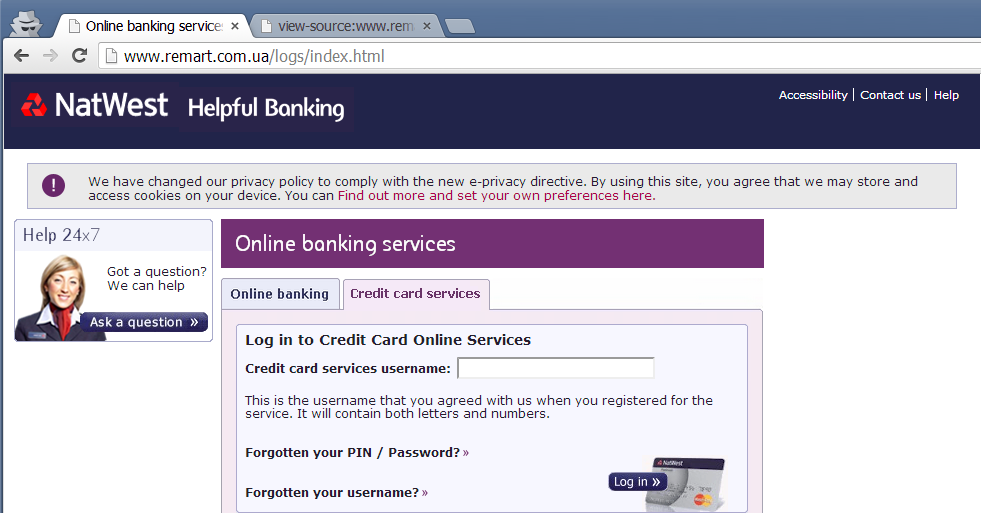 Online banking service
view-source:www.rem
www.remart.com.ua/logs/index.html
NatWest Helpful Banking
Accessibility | Contact us | Help
! We have changed our privacy policy to comply with the new e-privacy directive. By using this site, you agree that we may store and
access cookies on your device. You can Find out more and set your own preferences here.
Help 24x7
Got a question?
We can help
Ask a question »
Online banking services
Online banking
Credit card services
Log in to Credit Card Online Services
Credit card services username:
This is the username that you agreed with us when you registered for the
service. It will contain both letters and numbers.
Forgotten your PIN / Password? »
Forgotten your username? »
Log in »
NatWest
MasterCard